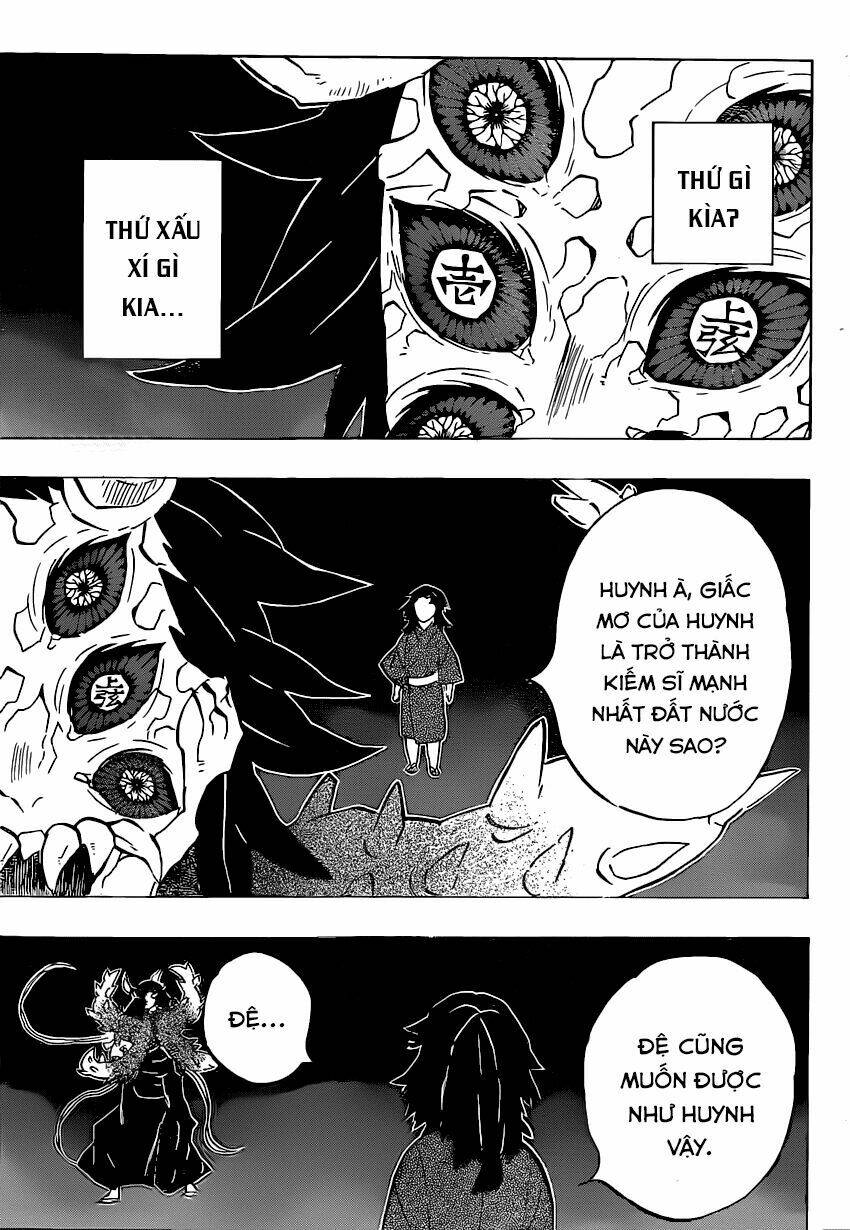 THỨ GÌ
KÌA?
THỨ XẤU
XÍ GÌ
KIA...
壱
上弦
上弦
HUYNH À, GIẤC
MƠ CỦA HUYNH
LÀ TRỞ THÀNH
KIẾM SĨ MẠNH
NHẤT ĐẤT NƯỚC
NÀY SAO?
ĐỆ...
ĐỆ CŨNG
MUỐN ĐƯỢC
NHƯ HUYNH
VẬY.